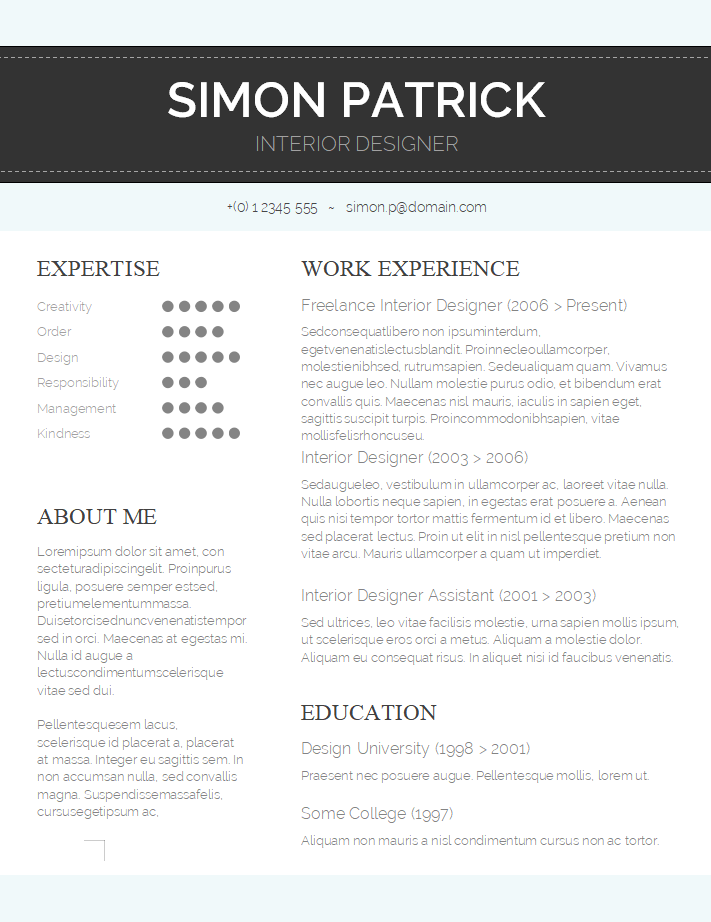 SIMON PATRICK
INTERIOR DESIGNER
+(0) 1 2345 555 ~ simon.p@domain.com
EXPERTISE
Creativity
Order
Design
Responsibility
Management
Kindness
ABOUT ME
Loremipsum dolor sit amet, con
secteturadipiscingelit. Proinpurus
ligula, posuere semper estsed,
pretiumelementummassa.
Duisetorcisednuncvenenatistempor
sed in orci. Maecenas at egestas mi.
Nulla id augue a
lectuscondimentumscelerisque
vitae sed dui.
Pellentesquesem lacus,
scelerisque id placerat a, placerat
at massa. Integer eu sagittis sem. In
non accumsan nulla, sed convallis
magna. Suspendissemassafelis,
cursusegetipsum ac,
WORK EXPERIENCE
Freelance Interior Designer (2006 > Present)
Sedconsequatlibero non ipsuminterdum,
egetvenenatislectusblandit. Proinnecleoullamcorper,
molestienibhsed, rutrumsapien. Sedeualiquam quam. Vivamus
nec augue leo. Nullam molestie purus odio, et bibendum erat
convallis quis. Maecenas nisl mauris, iaculis in sapien eget,
sagittis suscipit turpis. Proincommodonibhsapien, vitae
mollisfelisrhoncuseu.
Interior Designer (2003 > 2006)
Sedaugueleo, vestibulum in ullamcorper ac, laoreet vitae nulla.
Nulla lobortis neque sapien, in egestas erat posuere a. Aenean
quis nisi tempor tortor mattis fermentum id et libero. Maecenas
sed placerat lectus. Proin ut elit in nisl pellentesque pretium non
vitae arcu. Mauris ullamcorper a quam ut imperdiet.
Interior Designer Assistant (2001 > 2003)
Sed ultrices, leo vitae facilisis molestie, urna sapien mollis ipsum,
ut scelerisque eros orci a metus. Aliquam a molestie dolor.
Aliquam eu consequat risus. In aliquet nisi id faucibus venenatis.
EDUCATION
Design University (1998 > 2001)
Praesent nec posuere augue. Pellentesque mollis, lorem ut.
Some College (1997)
Aliquam non mauris a nisl condimentum cursus non ac tortor.